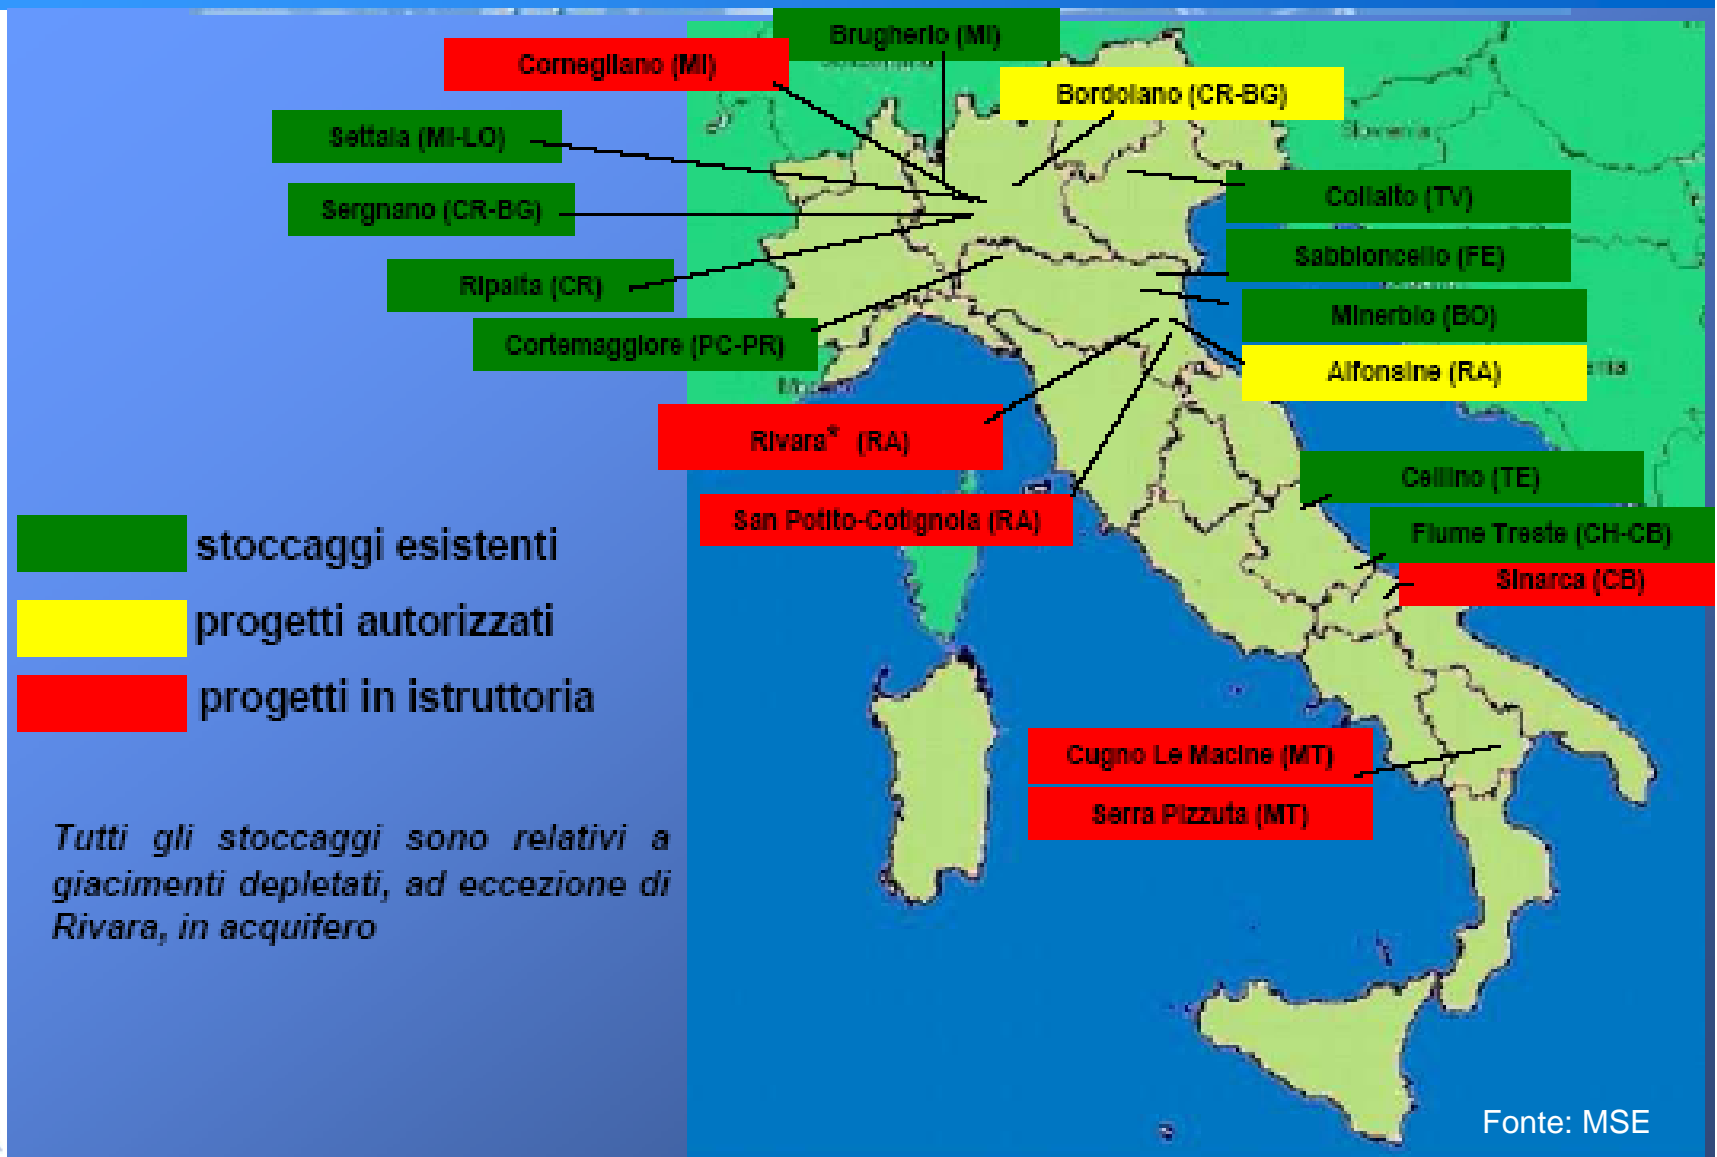 Brugherio (MI)
Cornegliano (MI)
Bordolano (CR-BG)
Slovenia
Settala (MI-LO)
Collalto (TV)
Sergnano (CR-BG)
Sabbioncello (FE)
Ripalta (CR)
Minerbio (BO)
Cortemaggiore (PC-PR)
Alfonsine (RA)
Rivara* (RA)
Cellino (TE)
San Potito-Cotignola (RA)
Fiume Treste (CH-CB)
Sinarca (CB)
stoccaggi esistenti
progetti autorizzati
progetti in istruttoria
Cugno Le Macine (MT)
Serra Pizzuta (MT)
Tutti gli stoccaggi sono relativi a
giacimenti depletati, ad eccezione di
Rivara, in acquifero
Fonte: MSE